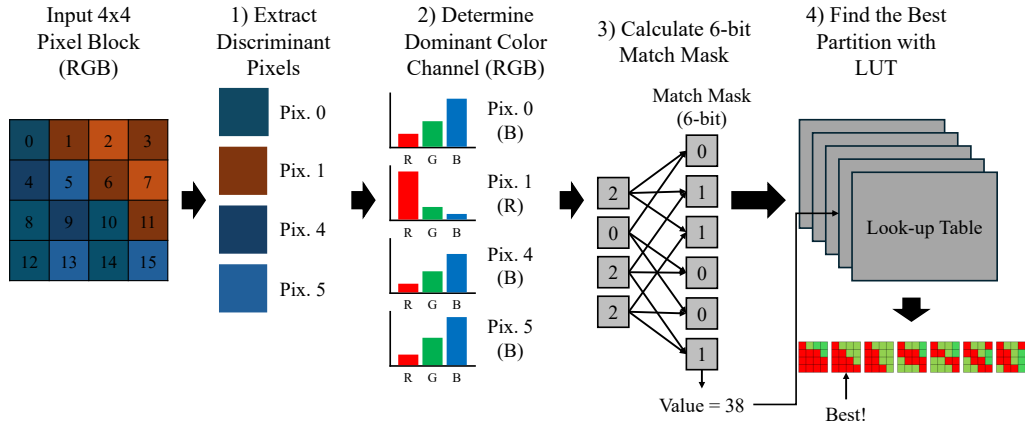 Input 4x4
Pixel Block
(RGB)
1) Extract
Discriminant
Pixels
2) Determine
Dominant Color
Channel (RGB)
3) Calculate 6-bit
Match Mask
4) Find the Best
Partition with
LUT
0 1 2 3
4 5 6 7
8 9 10 11
12 13 14 15
Pix. 0
Pix. 1
Pix. 4
Pix. 5
R G B
Pix. 0
(B)
R G B
Pix. 1
(R)
R G B
Pix. 4
(B)
R G B
Pix. 5
(B)
2
0
2
2
Match Mask
(6-bit)
0
1
1
0
0
1
Value = 38
Look-up Table
Best!